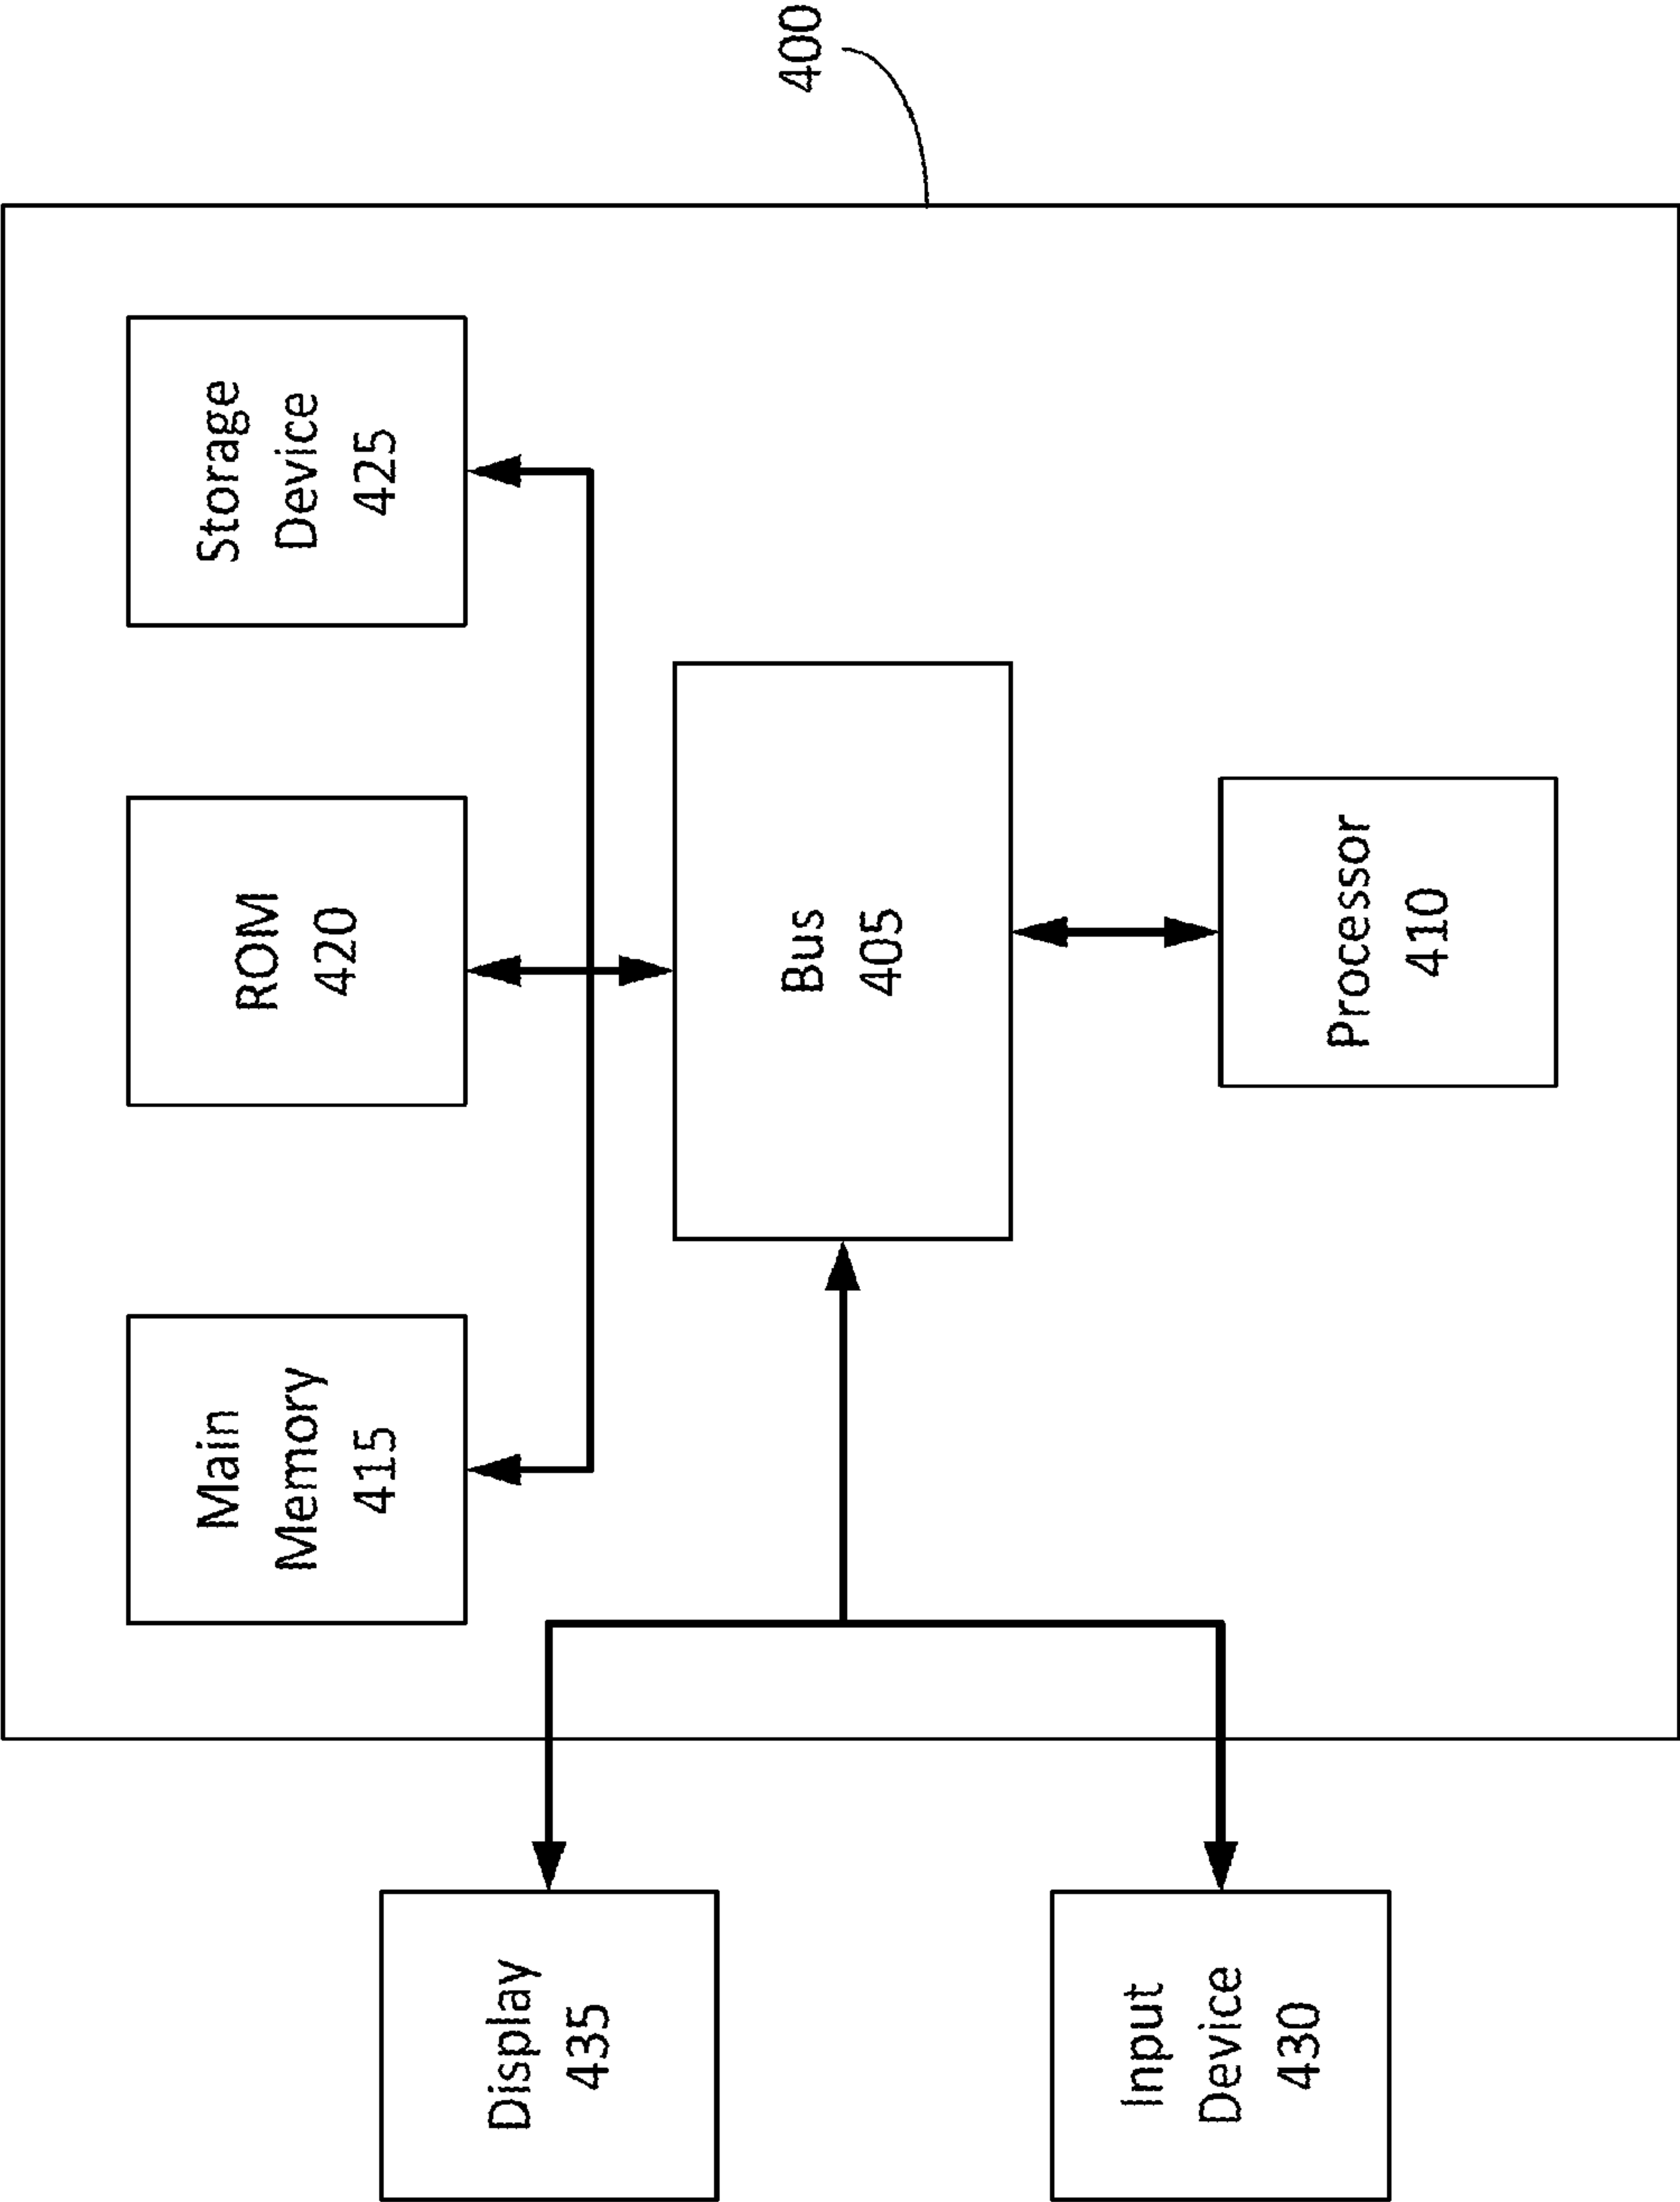 400
Main
Memory
415
ROM
420
Storage
Device
425
Display
435
Bus
405
Input
Device
430
Processor
410